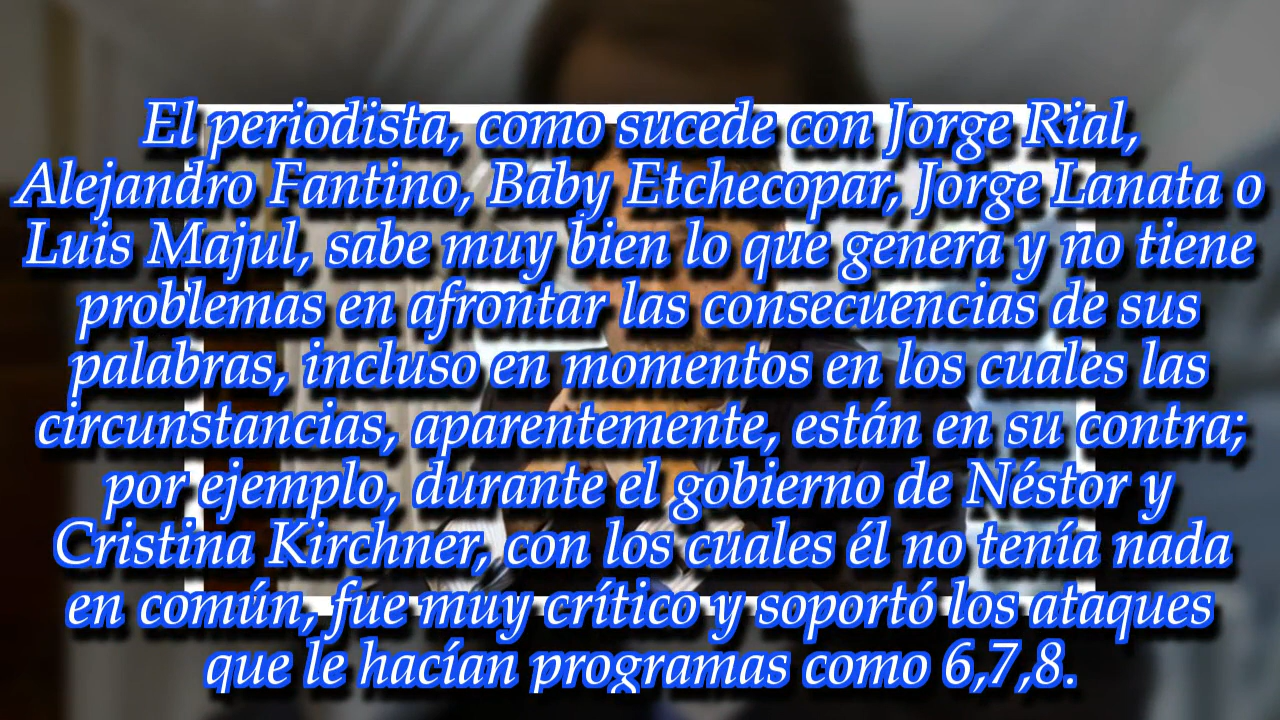 El periodista, como sucede con Jorge Rial,
Alejandro Fantino, Baby Etchecopar, Jorge Lanata o
Luis Majul, sabe muy bien lo que genera y no tiene
problemas en afrontar las consecuencias de sus
palabras, incluso en momentos en los cuales las
circunstancias, aparentemente, están en su contra;
por ejemplo, durante el gobierno de Néstor y
Cristina Kirchner, con los cuales él no tenía nada
en común, fue muy crítico y soportó los ataques
que le hacían programas como 6,7,8.